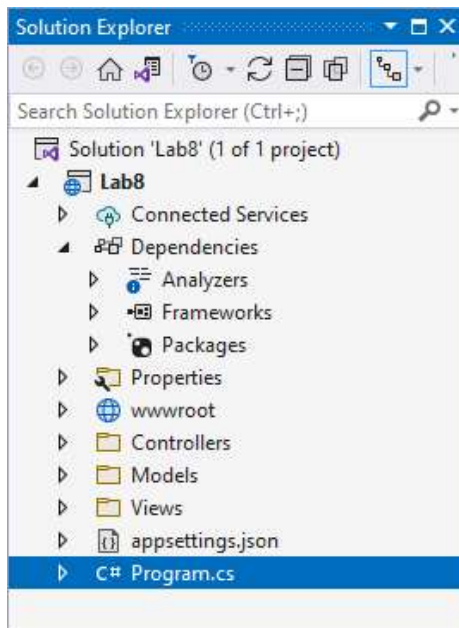 Solution Explorer
Search Solution Explorer (Ctrl+;)
Solution 'Lab8' (1 of 1 project)
Lab8
Connected Services
Dependencies
Analyzers
Frameworks
Packages
Properties
wwwroot
Controllers
Models
Views
appsettings.json
C# Program.cs